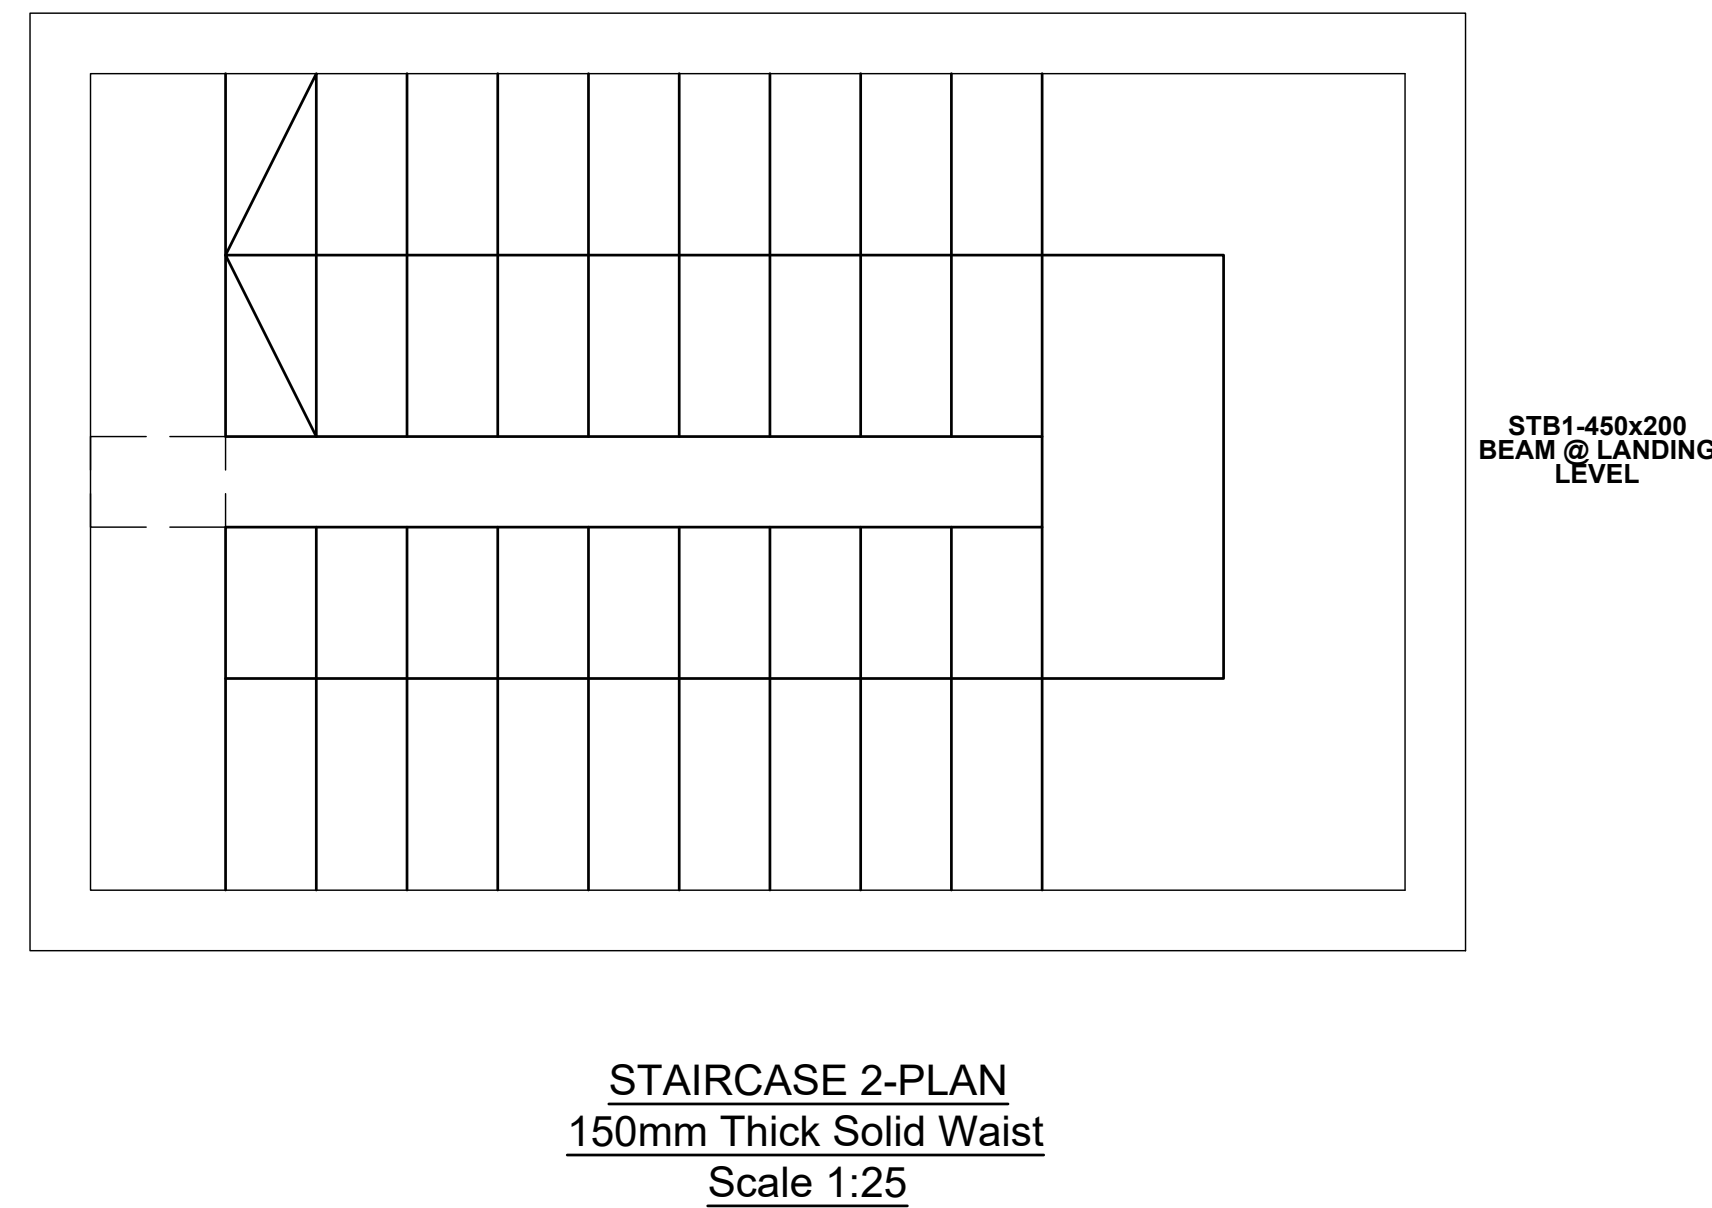 STB1-450x200
BEAM @ LANDING
LEVEL
STAIRCASE 2-PLAN
150mm Thick Solid Waist
Scale 1:25